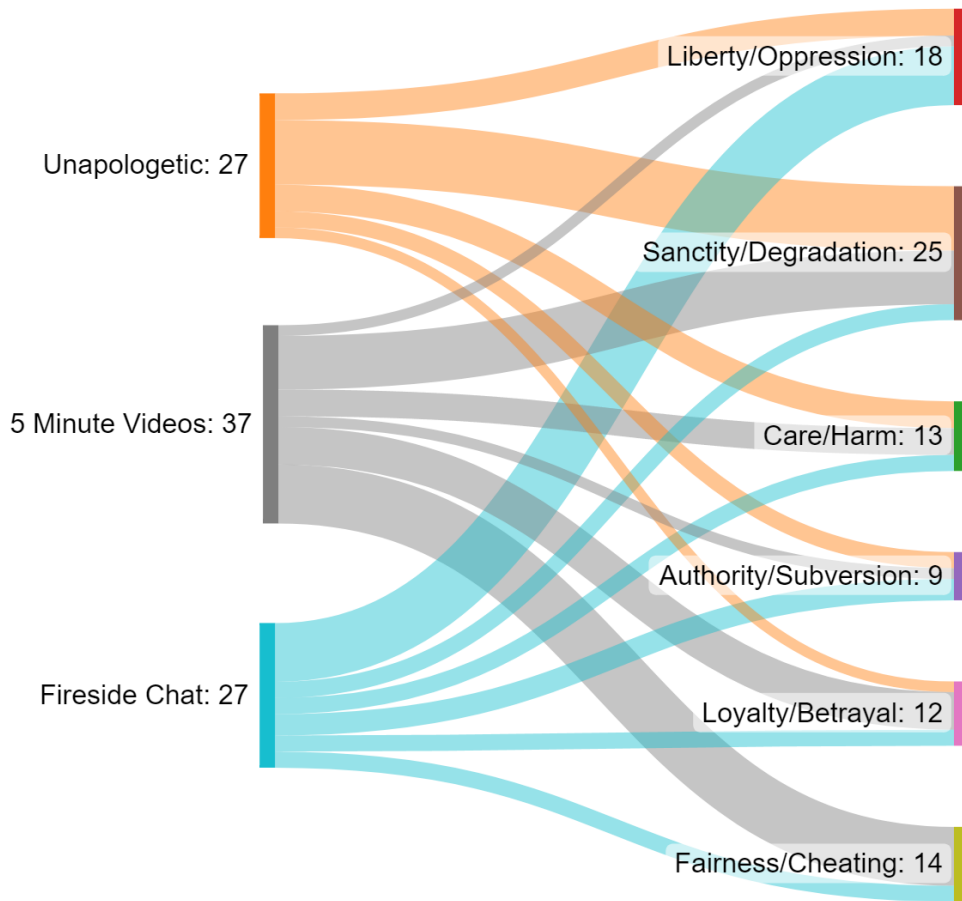 Liberty/Oppression: 18
Unapologetic: 27
Sanctity/Degradation: 25
5 Minute Videos: 37
Care/Harm: 13
Authority/Subversion: 9
Fireside Chat: 27
Loyalty/Betrayal: 12
Fairness/Cheating: 14